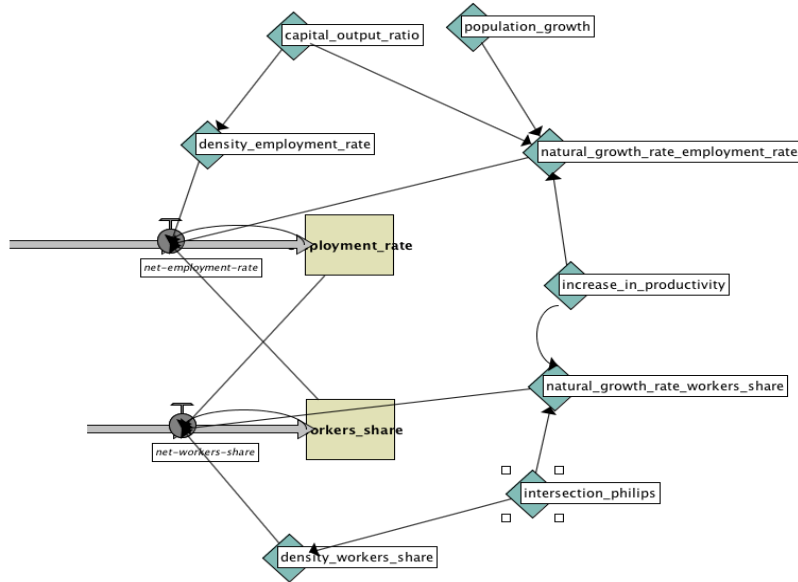 capital_output_ratio
population_growth
density_employment_rate
natural_growth_rate_employment_rate
ployment_rate
net-employment-rate
increase_in_productivity
natural_growth_rate_workers_share
orkers_share
net-workers-share
intersection_philips
density_workers_share